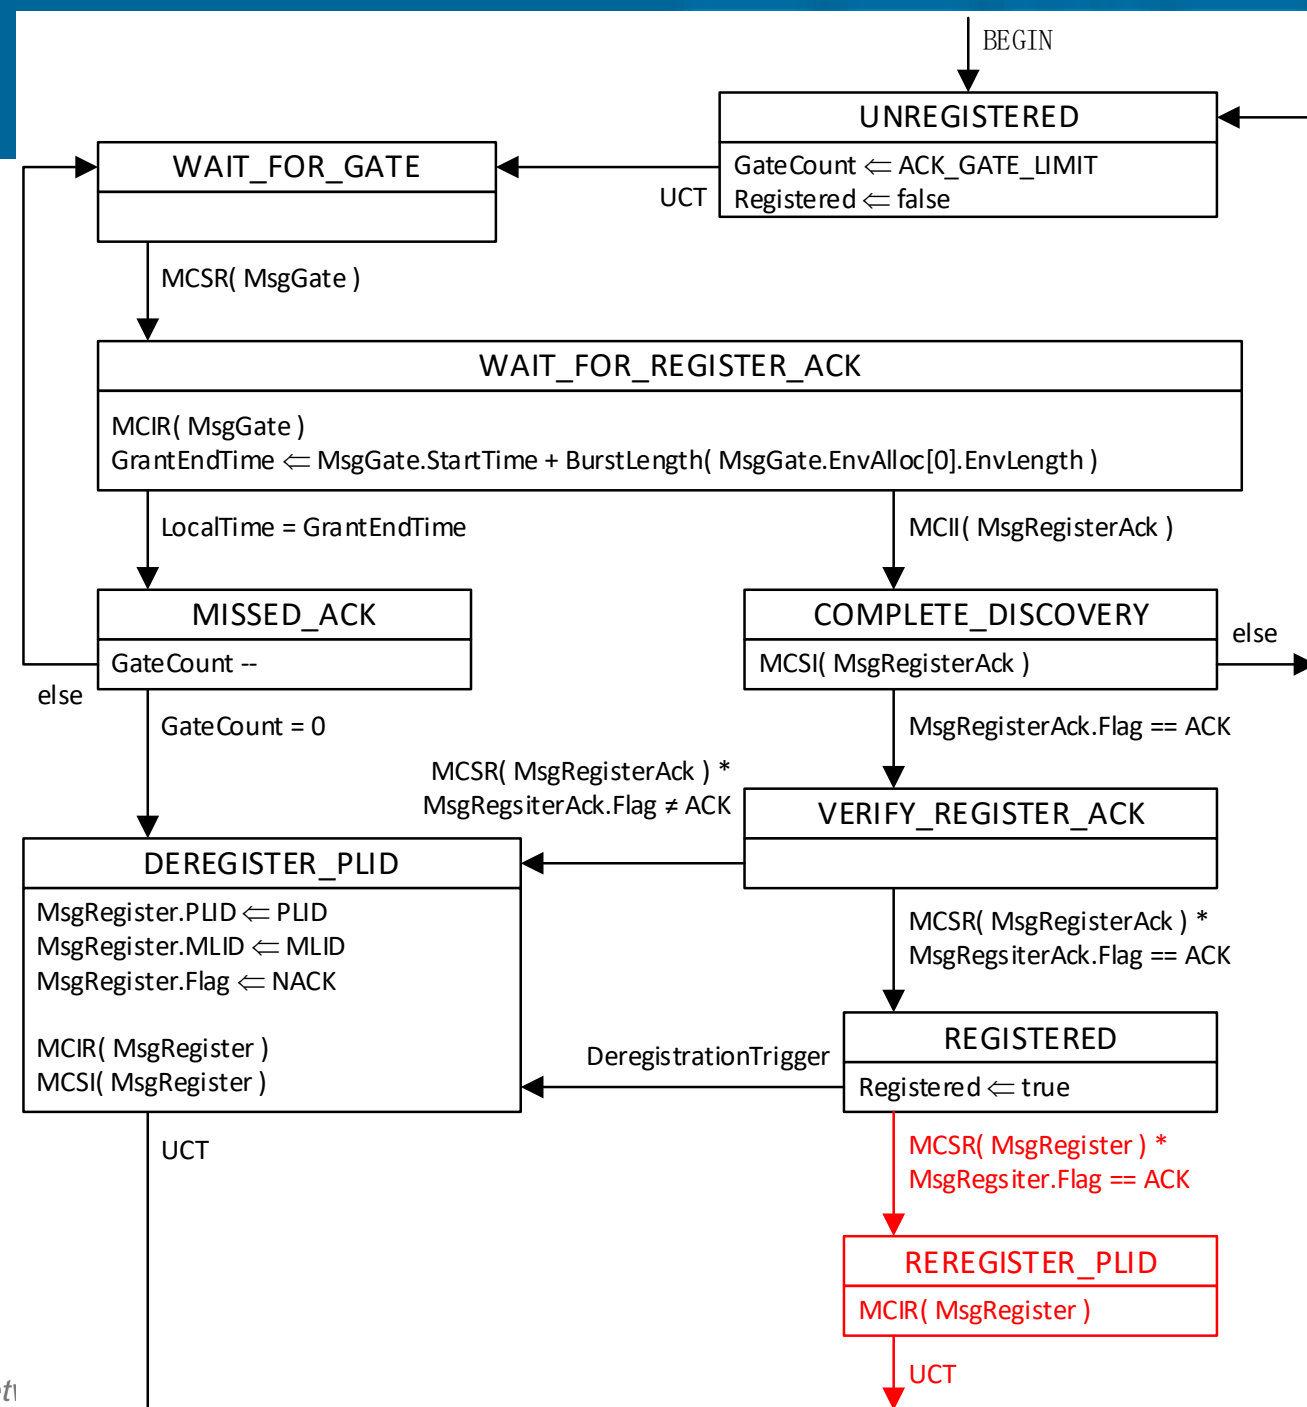 BEGIN
UNREGISTERED
GateCount ⇐ ACK_GATE_LIMIT
Registered ⇐ false
UCT
WAIT_FOR_GATE
MCSR( MsgGate )
WAIT_FOR_REGISTER_ACK
MCIR( MsgGate )
GrantEndTime ⇐ MsgGate.StartTime + BurstLength( MsgGate.EnvAlloc[0].EnvLength )
LocalTime = GrantEndTime
MCII( MsgRegisterAck )
MISSED_ACK
GateCount --
else
GateCount = 0
COMPLETE_DISCOVERY
MCSI( MsgRegisterAck )
else
MsgRegisterAck.Flag == ACK
MCSR( MsgRegisterAck ) *
MsgRegsiterAck.Flag ≠ ACK
VERIFY_REGISTER_ACK
DEREGISTER_PLID
MsgRegister.PLID ⇐ PLID
MsgRegister.MLID ⇐ MLID
MsgRegister.Flag ⇐ NACK
MCIR( MsgRegister )
MCSI( MsgRegister )
UCT
MCSR( MsgRegisterAck ) *
MsgRegsiterAck.Flag == ACK
DeregistrationTrigger
REGISTERED
Registered ⇐ true
MCSR( MsgRegister ) *
MsgRegsiter.Flag == ACK
REREGISTER_PLID
MCIR( MsgRegister )
UCT